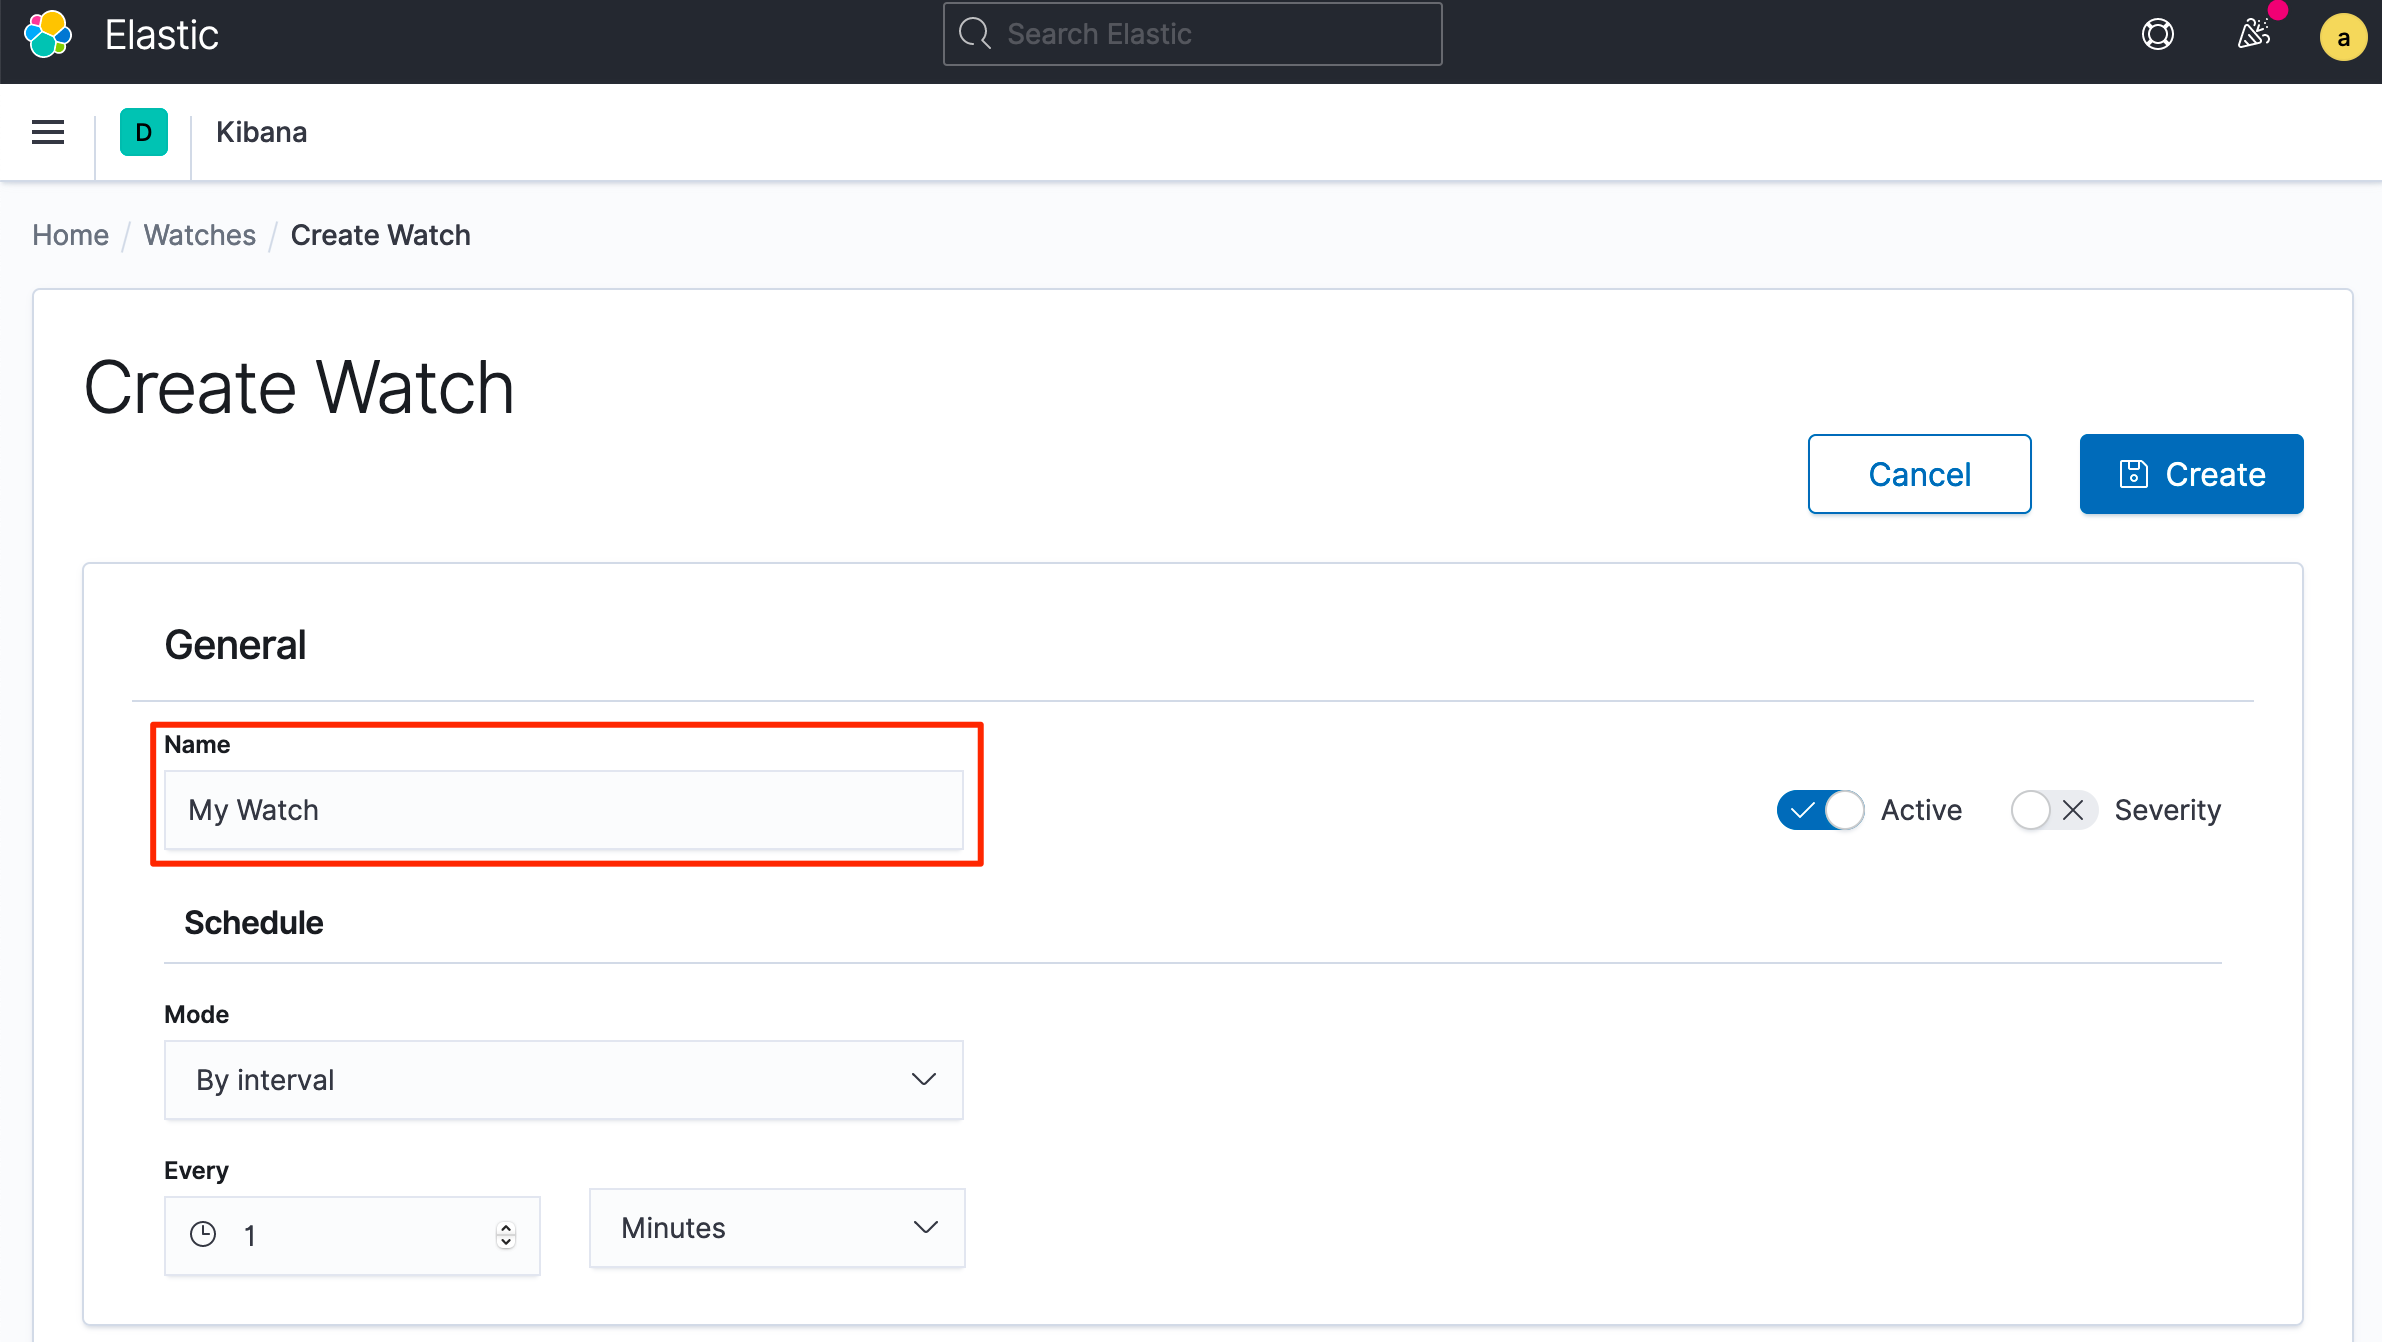 Elastic
Search Elastic
a
D
Kibana
Home / Watches / Create Watch
Create Watch
Cancel
Create
General
Name
My Watch
Active
Severity
Schedule
Mode
By interval
Every
1
Minutes